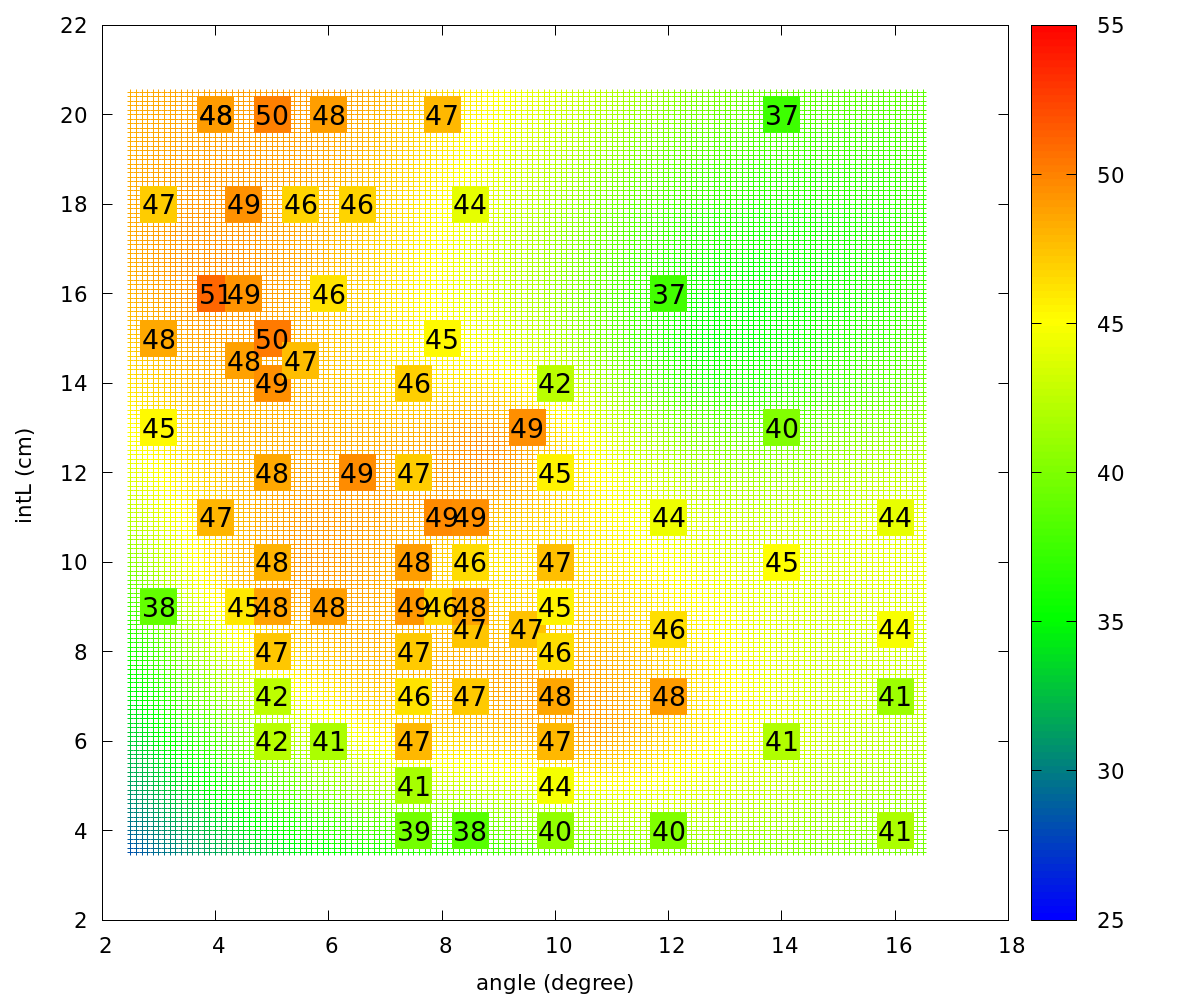 22
55
20 48 50 48 47 37
50
18 47 49 46 46 44
16 51 49 46 37
45
48 50 45
48 47
14 49 46 42
45 49 40
40
12 48 49 47 45
47 49 49 44 44
10 48 48 46 47 45
35
38 45 48 48 49 46 48 45
47 47 46 44
8 47 47 46
42 46 47 48 48 41
30
6 42 41 47 47 41
41 44
4 39 38 40 40 41
2
25
2 4 6 8 10 12 14 16 18
angle (degree)
intL (cm)